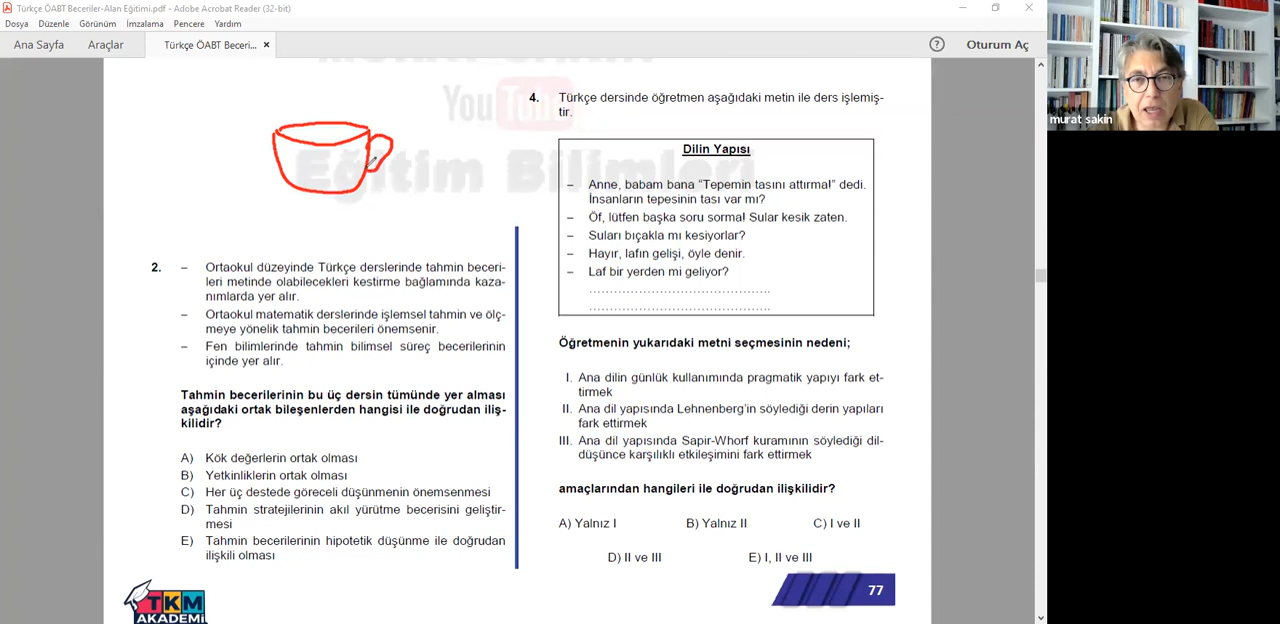 Türkçe ÖABT Beceriler-Alan Eğitimi.pdf - Adobe Acrobat Reader (32-bit)
Dosya Düzenle Görünüm İmzalama Pencere Yardım
Ana Sayfa Araçlar Türkçe ÖABT Beceri... × ? Oturum Aç
murat sakin
You Tube
Eğitim Bilimleri
2. – Ortaokul düzeyinde Türkçe derslerinde tahmin beceri-
leri metinde olabilecekleri kestirme bağlamında kaza-
nımlarda yer alır.
– Ortaokul matematik derslerinde işlemsel tahmin ve ölç-
meye yönelik tahmin becerileri önemsenir.
– Fen bilimlerinde tahmin bilimsel süreç becerilerinin
içinde yer alır.
Tahmin becerilerinin bu üç dersin tümünde yer alması
aşağıdaki ortak bileşenlerden hangisi ile doğrudan iliş-
kilidir?
A) Kök değerlerin ortak olması
B) Yetkinliklerin ortak olması
C) Her üç destede göreceli düşünmenin önemsenmesi
D) Tahmin stratejilerinin akıl yürütme becerisini geliştir-
mesi
E) Tahmin becerilerinin hipotetik düşünme ile doğrudan
ilişkili olması
TKM
AKADEMİ
4. Türkçe dersinde öğretmen aşağıdaki metin ile ders işlemiş-
tir.
Dilin Yapısı
– Anne, babam bana “Tepemin tasını attırma!” dedi.
İnsanların tepesinin tası var mı?
– Öf, lütfen başka soru sorma! Sular kesik zaten.
– Suları bıçakla mı kesiyorlar?
– Hayır, lafın gelişi, öyle denir.
– Laf bir yerden mi geliyor?
..........................................
..........................................
Öğretmenin yukarıdaki metni seçmesinin nedeni;
I. Ana dilin günlük kullanımında pragmatik yapıyı fark et-
tirmek
II. Ana dil yapısında Lehnenberg’in söylediği derin yapıları
fark ettirmek
III. Ana dil yapısında Sapir-Whorf kuramının söylediği dil-
düşünce karşılıklı etkileşimini fark ettirmek
amaçlarından hangileri ile doğrudan ilişkilidir?
A) Yalnız I B) Yalnız II C) I ve II
D) II ve III E) I, II ve III
77